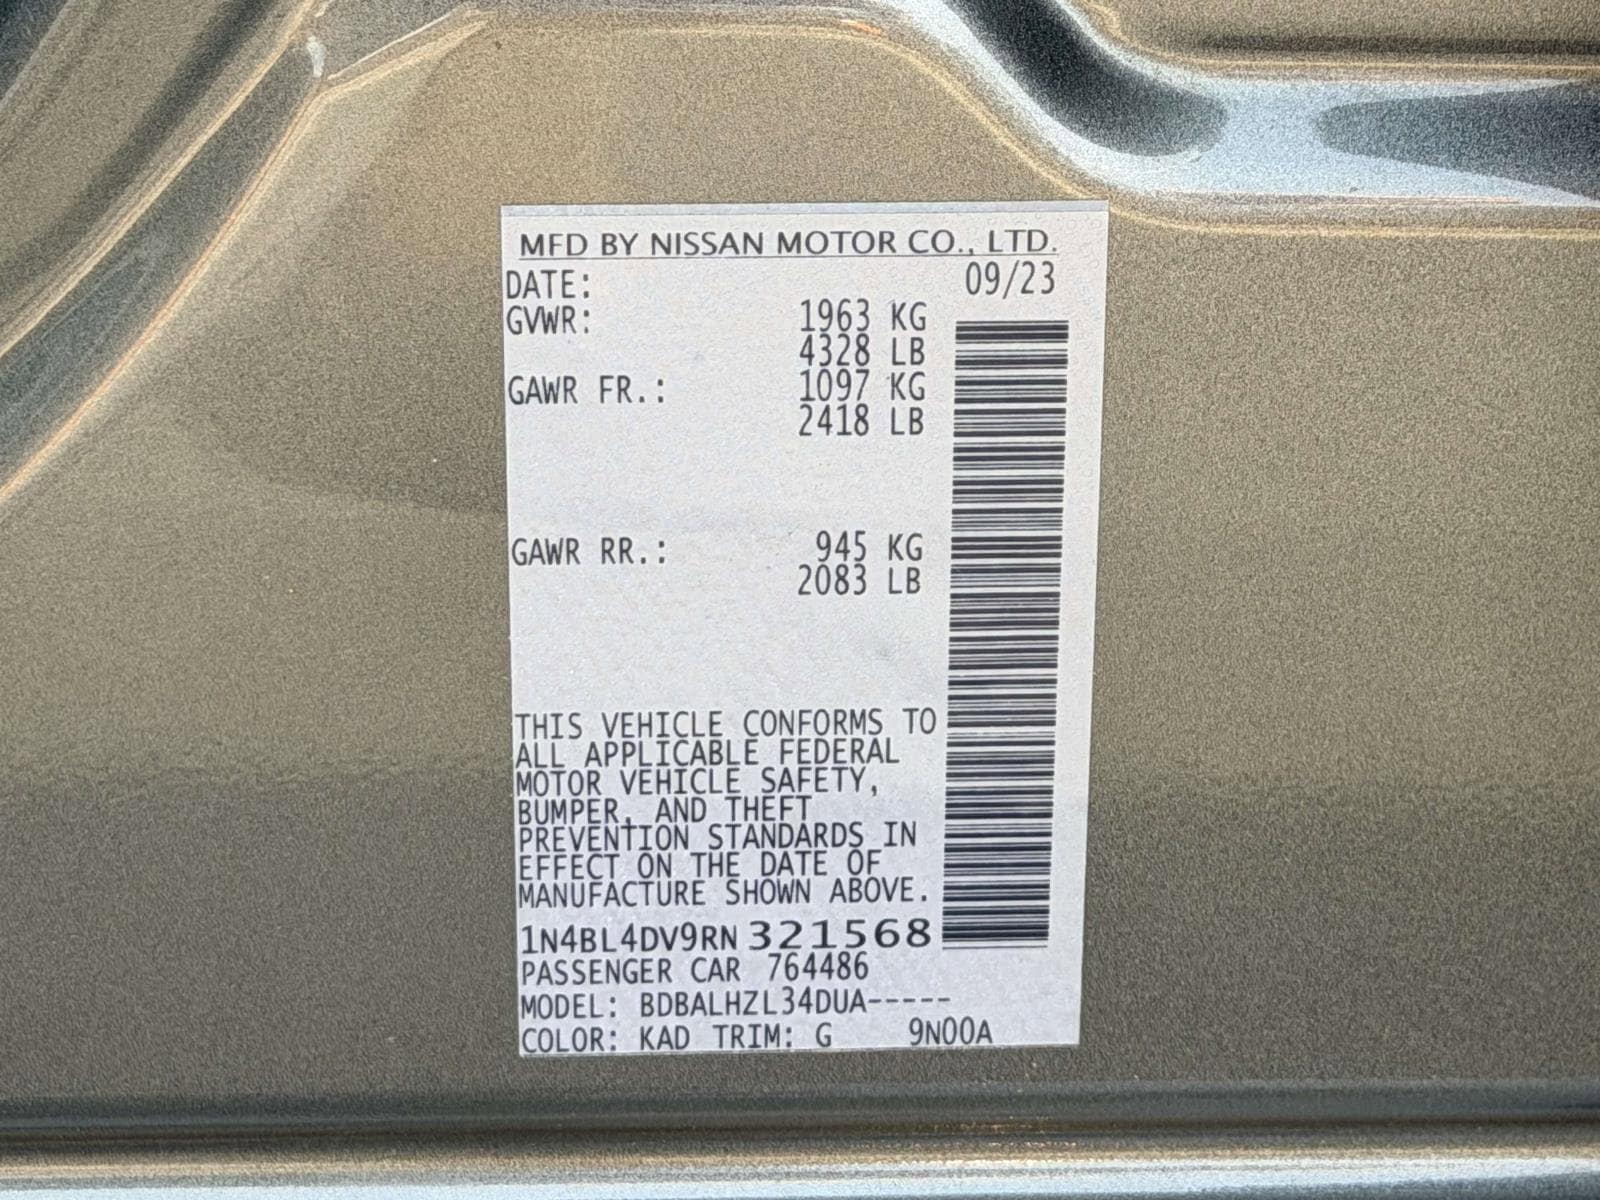 MFD BY NISSAN MOTOR CO., LTD.
DATE: 09/23
GVWR: 1963 KG
4328 LB
GAWR FR.: 1097 KG
2418 LB
GAWR RR.: 945 KG
2083 LB
THIS VEHICLE CONFORMS TO
ALL APPLICABLE FEDERAL
MOTOR VEHICLE SAFETY,
BUMPER, AND THEFT
PREVENTION STANDARDS IN
EFFECT ON THE DATE OF
MANUFACTURE SHOWN ABOVE.
1N4BL4DV9RN321568
PASSENGER CAR 764486
MODEL: BDBALHZL34DUA-----
COLOR: KAD TRIM: G 9N00A